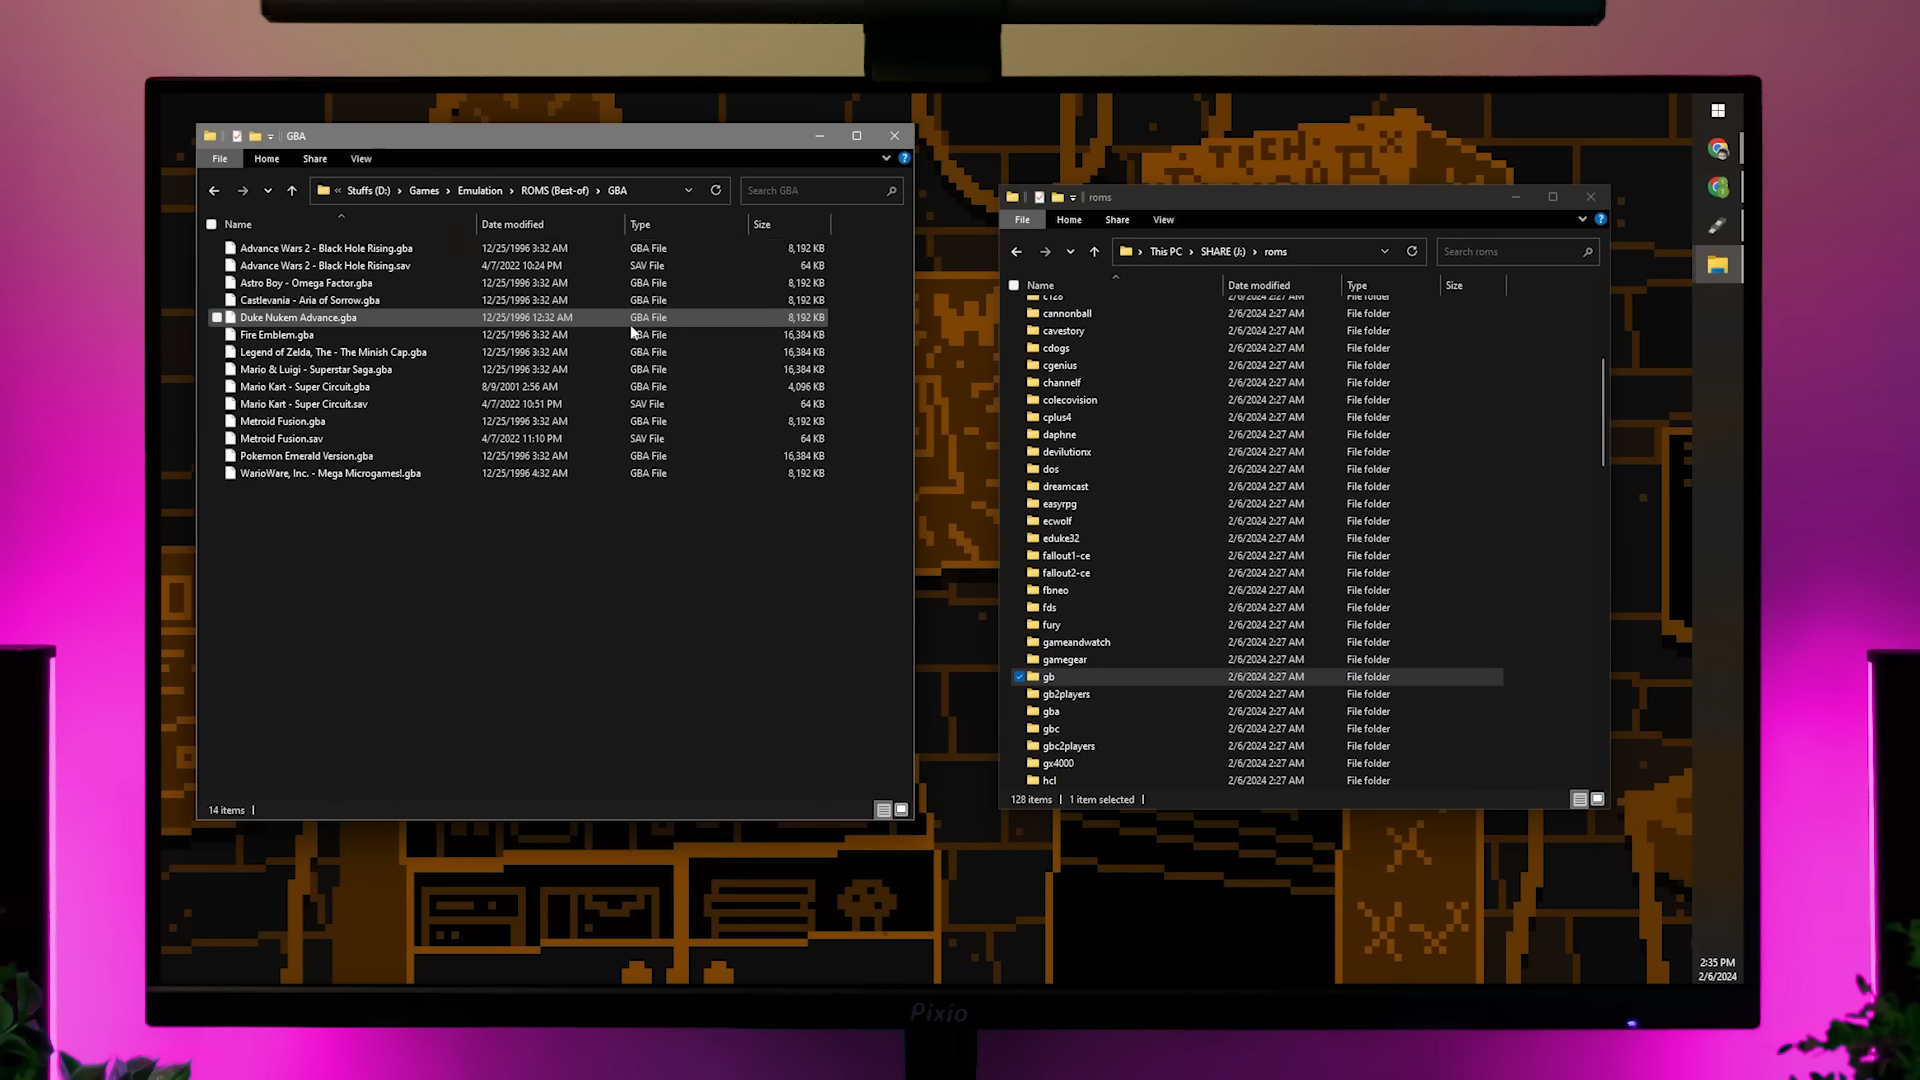 GBA
File Home Share View
« Stuffs (D:) › Games › Emulation › ROMS (Best-of) › GBA
Search GBA
Name Date modified Type Size
Advance Wars 2 - Black Hole Rising.gba 12/25/1996 3:32 AM GBA File 8,192 KB
Advance Wars 2 - Black Hole Rising.sav 4/7/2022 10:24 PM SAV File 64 KB
Astro Boy - Omega Factor.gba 12/25/1996 3:32 AM GBA File 8,192 KB
Castlevania - Aria of Sorrow.gba 12/25/1996 3:32 AM GBA File 8,192 KB
Duke Nukem Advance.gba 12/25/1996 12:32 AM GBA File 8,192 KB
Fire Emblem.gba 12/25/1996 3:32 AM GBA File 16,384 KB
Legend of Zelda, The - The Minish Cap.gba 12/25/1996 3:32 AM GBA File 16,384 KB
Mario & Luigi - Superstar Saga.gba 12/25/1996 3:32 AM GBA File 16,384 KB
Mario Kart - Super Circuit.gba 8/9/2001 2:56 AM GBA File 4,096 KB
Mario Kart - Super Circuit.sav 4/7/2022 10:51 PM SAV File 64 KB
Metroid Fusion.gba 12/25/1996 3:32 AM GBA File 8,192 KB
Metroid Fusion.sav 4/7/2022 11:10 PM SAV File 64 KB
Pokemon Emerald Version.gba 12/25/1996 3:32 AM GBA File 16,384 KB
WarioWare, Inc. - Mega Microgames!.gba 12/25/1996 4:32 AM GBA File 8,192 KB
14 items
TECH
roms
File Home Share View
› This PC › SHARE (J:) › roms
Search roms
Name Date modified Type Size
c128 2/6/2024 2:27 AM File folder
cannonball 2/6/2024 2:27 AM File folder
cavestory 2/6/2024 2:27 AM File folder
cdogs 2/6/2024 2:27 AM File folder
cgenius 2/6/2024 2:27 AM File folder
channelf 2/6/2024 2:27 AM File folder
colecovision 2/6/2024 2:27 AM File folder
cplus4 2/6/2024 2:27 AM File folder
daphne 2/6/2024 2:27 AM File folder
devilutionx 2/6/2024 2:27 AM File folder
dos 2/6/2024 2:27 AM File folder
dreamcast 2/6/2024 2:27 AM File folder
easyrpg 2/6/2024 2:27 AM File folder
ecwolf 2/6/2024 2:27 AM File folder
eduke32 2/6/2024 2:27 AM File folder
fallout1-ce 2/6/2024 2:27 AM File folder
fallout2-ce 2/6/2024 2:27 AM File folder
fbneo 2/6/2024 2:27 AM File folder
fds 2/6/2024 2:27 AM File folder
fury 2/6/2024 2:27 AM File folder
gameandwatch 2/6/2024 2:27 AM File folder
gamegear 2/6/2024 2:27 AM File folder
gb 2/6/2024 2:27 AM File folder
gb2players 2/6/2024 2:27 AM File folder
gba 2/6/2024 2:27 AM File folder
gbc 2/6/2024 2:27 AM File folder
gbc2players 2/6/2024 2:27 AM File folder
gx4000 2/6/2024 2:27 AM File folder
hcl 2/6/2024 2:27 AM File folder
128 items 1 item selected
2:35 PM
2/6/2024
Pixio